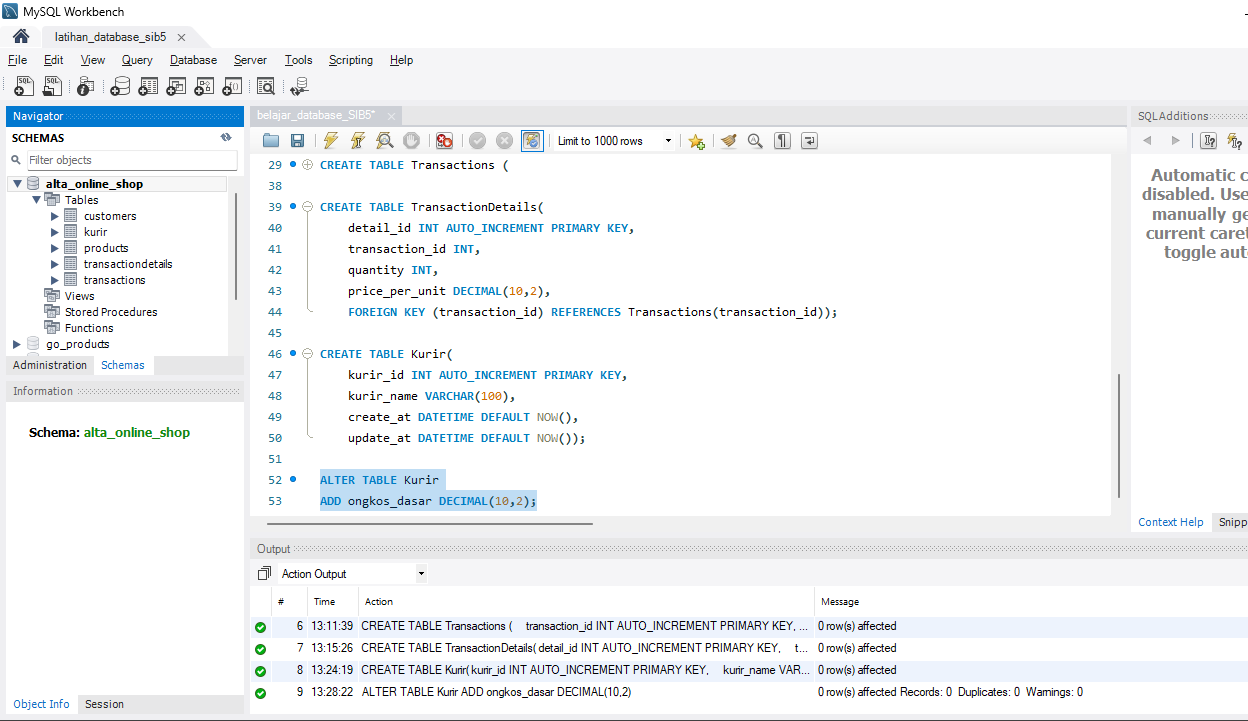 MySQL Workbench
latihan_database_sib5
File Edit View Query Database Server Tools Scripting Help
Navigator
SCHEMAS
Filter objects
alta_online_shop
Tables
customers
kurir
products
transactiondetails
transactions
Views
Stored Procedures
Functions
go_products
Administration Schemas
Information
Schema: alta_online_shop
Object Info Session
belajar_database_SIB5*
Limit to 1000 rows
29 CREATE TABLE Transactions (
38
39 CREATE TABLE TransactionDetails(
40 detail_id INT AUTO_INCREMENT PRIMARY KEY,
41 transaction_id INT,
42 quantity INT,
43 price_per_unit DECIMAL(10,2),
44 FOREIGN KEY (transaction_id) REFERENCES Transactions(transaction_id));
45
46 CREATE TABLE Kurir(
47 kurir_id INT AUTO_INCREMENT PRIMARY KEY,
48 kurir_name VARCHAR(100),
49 create_at DATETIME DEFAULT NOW(),
50 update_at DATETIME DEFAULT NOW());
51
52 ALTER TABLE Kurir
53 ADD ongkos_dasar DECIMAL(10,2);
SQLAdditions
Automatic c
disabled. Use
manually ge
current caret
toggle aut
Context Help Snipp
Output
Action Output
# Time Action Message
6 13:11:39 CREATE TABLE Transactions ( transaction_id INT AUTO_INCREMENT PRIMARY KEY, ... 0 row(s) affected
7 13:15:26 CREATE TABLE TransactionDetails( detail_id INT AUTO_INCREMENT PRIMARY KEY, t... 0 row(s) affected
8 13:24:19 CREATE TABLE Kurir( kurir_id INT AUTO_INCREMENT PRIMARY KEY, kurir_name VAR... 0 row(s) affected
9 13:28:22 ALTER TABLE Kurir ADD ongkos_dasar DECIMAL(10,2) 0 row(s) affected Records: 0 Duplicates: 0 Warnings: 0